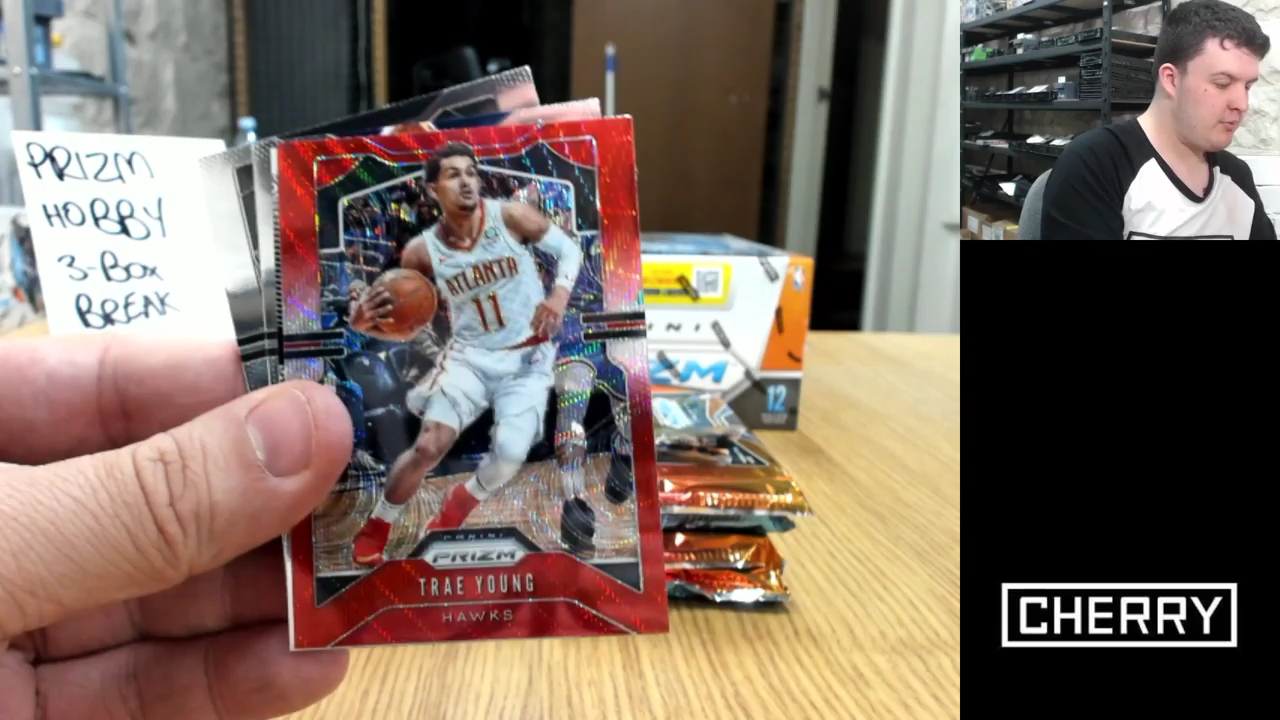 PRIZM
HOBBY
3-BOX
BREAK
ATLANTA
11
PANINI
PRIZM
TRAE YOUNG
HAWKS
12
CHERRY